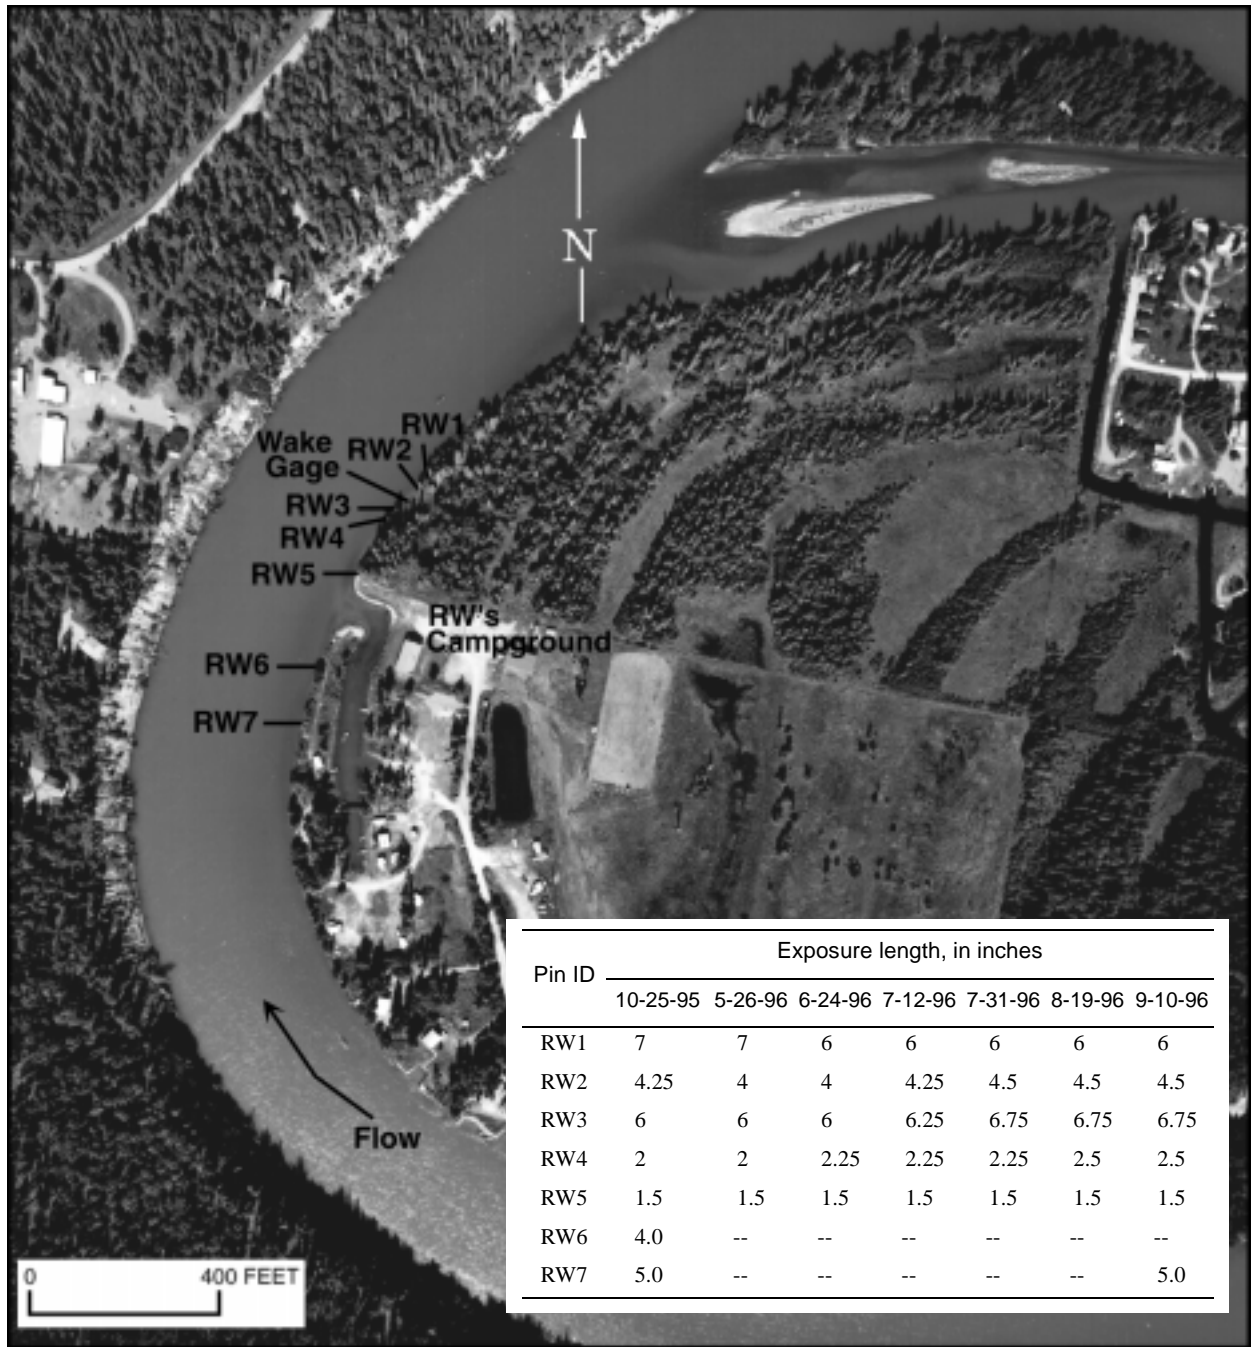 N
RW1
Wake
Gage
RW2
RW3
RW4
RW5
RW's
Campground
RW6
RW7
Flow
0 400 FEET
Exposure length, in inches
Pin ID
10-25-95 5-26-96 6-24-96 7-12-96 7-31-96 8-19-96 9-10-96
RW1 7 7 6 6 6 6 6
RW2 4.25 4 4 4.25 4.5 4.5 4.5
RW3 6 6 6 6.25 6.75 6.75 6.75
RW4 2 2 2.25 2.25 2.25 2.5 2.5
RW5 1.5 1.5 1.5 1.5 1.5 1.5 1.5
RW6 4.0 -- -- -- -- -- --
RW7 5.0 -- -- -- -- -- 5.0